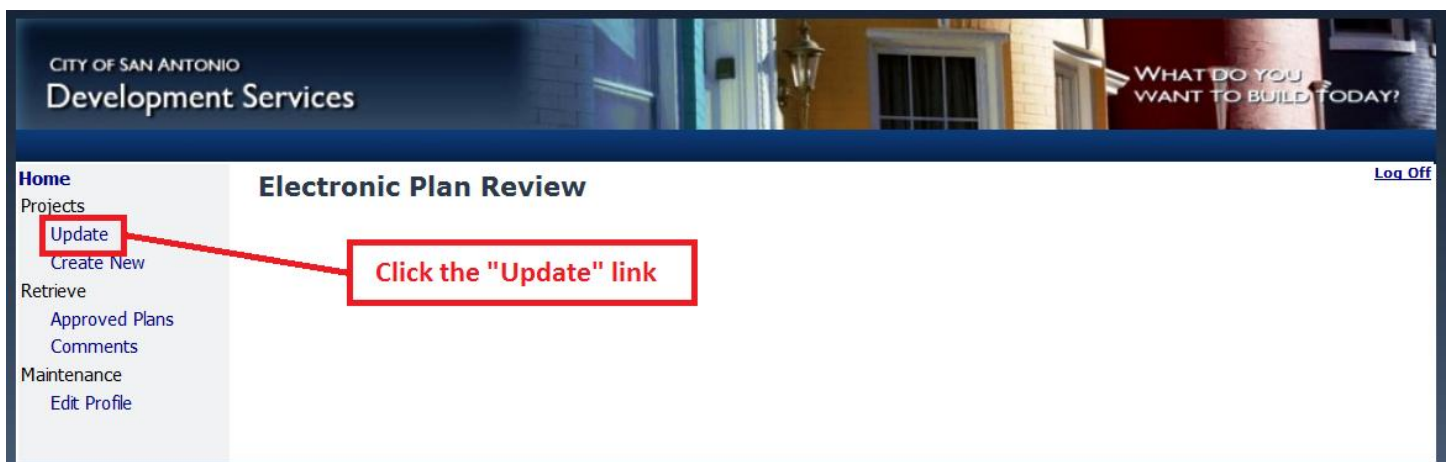 CITY OF SAN ANTONIO
Development Services
WHAT DO YOU
WANT TO BUILD TODAY?
Log Off
Home
Projects
Update
Create New
Retrieve
Approved Plans
Comments
Maintenance
Edit Profile
Electronic Plan Review
Click the "Update" link